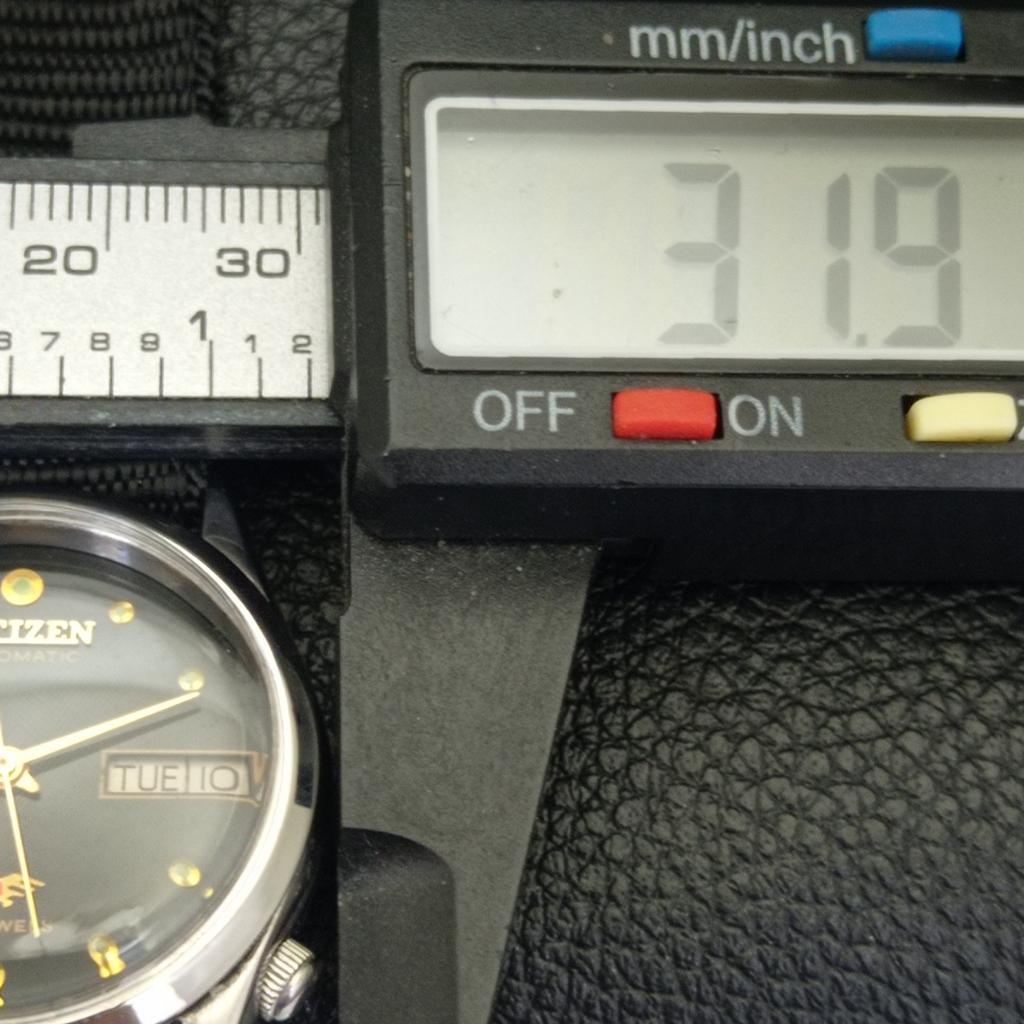 mm/inch
31.9
20 30
6 7 8 9 1 1 2
OFF ON
TIZEN
OMATIC
TUE 10